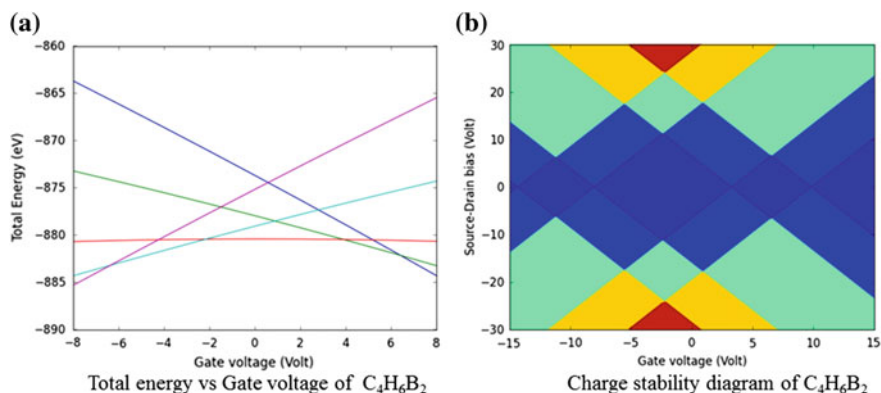 (a)
−860
−865
−870
−875
−880
−885
−890
Total Energy (eV)
−8 −6 −4 −2 0 2 4 6 8
Gate voltage (Volt)
Total energy vs Gate voltage of C₄H₆B₂
(b)
30
20
10
0
−10
−20
−30
Source-Drain bias (Volt)
−15 −10 −5 0 5 10 15
Gate voltage (Volt)
Charge stability diagram of C₄H₆B₂